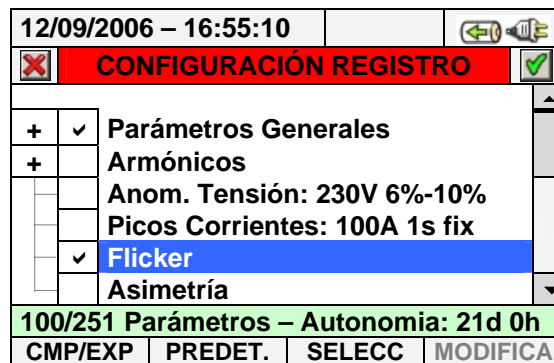 12/09/2006 – 16:55:10
CONFIGURACIÓN REGISTRO
+ Parámetros Generales
+ Armónicos
Anom. Tensión: 230V 6%-10%
Picos Corrientes: 100A 1s fix
Flicker
Asimetría
100/251 Parámetros – Autonomia: 21d 0h
CMP/EXP PREDET. SELECC MODIFICA